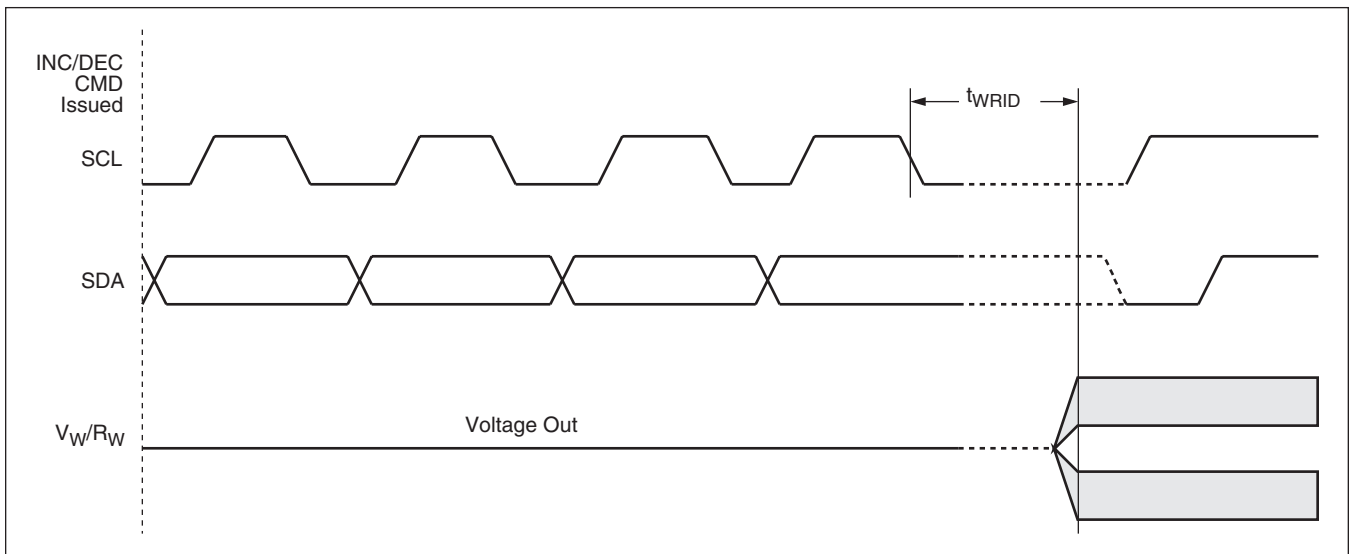 INC/DEC
CMD
Issued
tWRID
SCL
SDA
Voltage Out
VW/RW